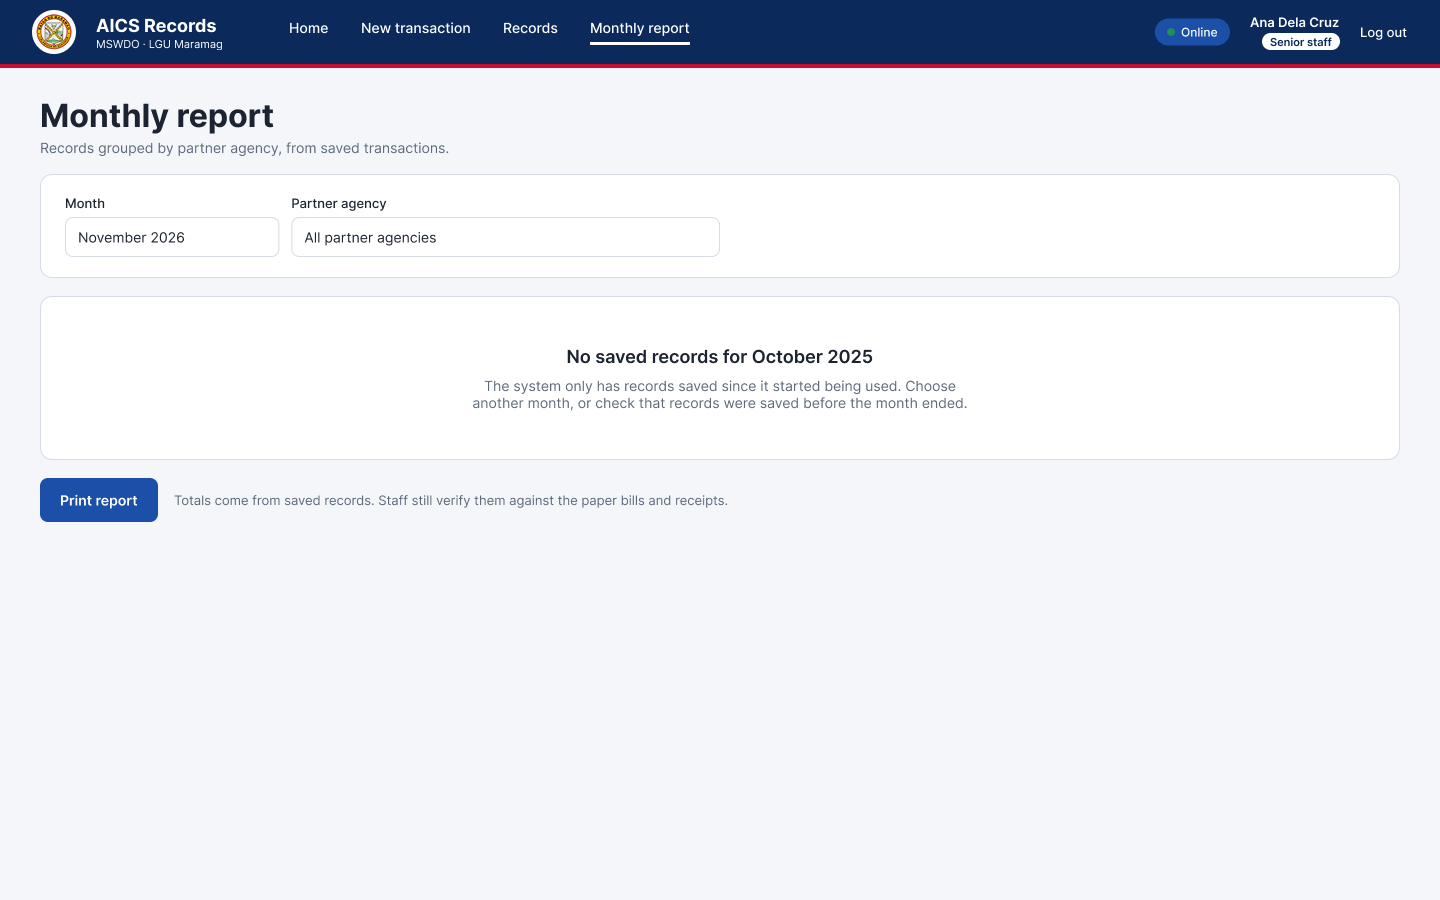 AICS Records
MSWDO · LGU Maramag
Home
New transaction
Records
Monthly report
Online
Ana Dela Cruz
Senior staff
Log out
Monthly report
Records grouped by partner agency, from saved transactions.
Month
Partner agency
November 2026
All partner agencies
No saved records for October 2025
The system only has records saved since it started being used. Choose
another month, or check that records were saved before the month ended.
Print report
Totals come from saved records. Staff still verify them against the paper bills and receipts.